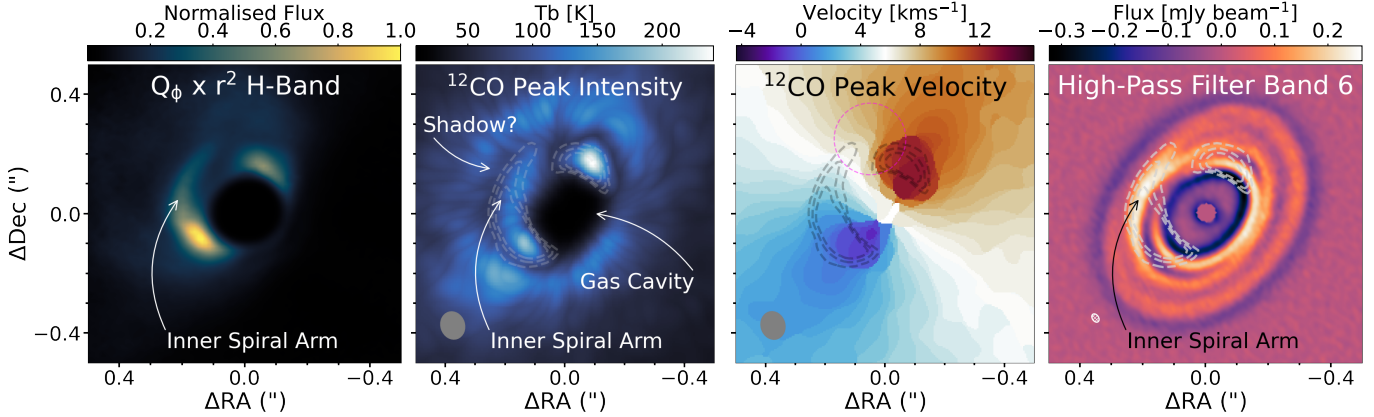 Normalised Flux
0.2 0.4 0.6 0.8 1.0
Q_ϕ x r² H-Band
Inner Spiral Arm
0.4
0.2
0.0
−0.2
−0.4
ΔDec (")
0.4 0.0 −0.4
ΔRA (")
Tb [K]
50 100 150 200
¹²CO Peak Intensity
Shadow?
Gas Cavity
Inner Spiral Arm
0.4 0.0 −0.4
ΔRA (")
Velocity [kms⁻¹]
−4 0 4 8 12
¹²CO Peak Velocity
0.4 0.0 −0.4
ΔRA (")
Flux [mJy beam⁻¹]
−0.3 −0.2 −0.1 0.0 0.1 0.2
High-Pass Filter Band 6
Inner Spiral Arm
0.4 0.0 −0.4
ΔRA (")